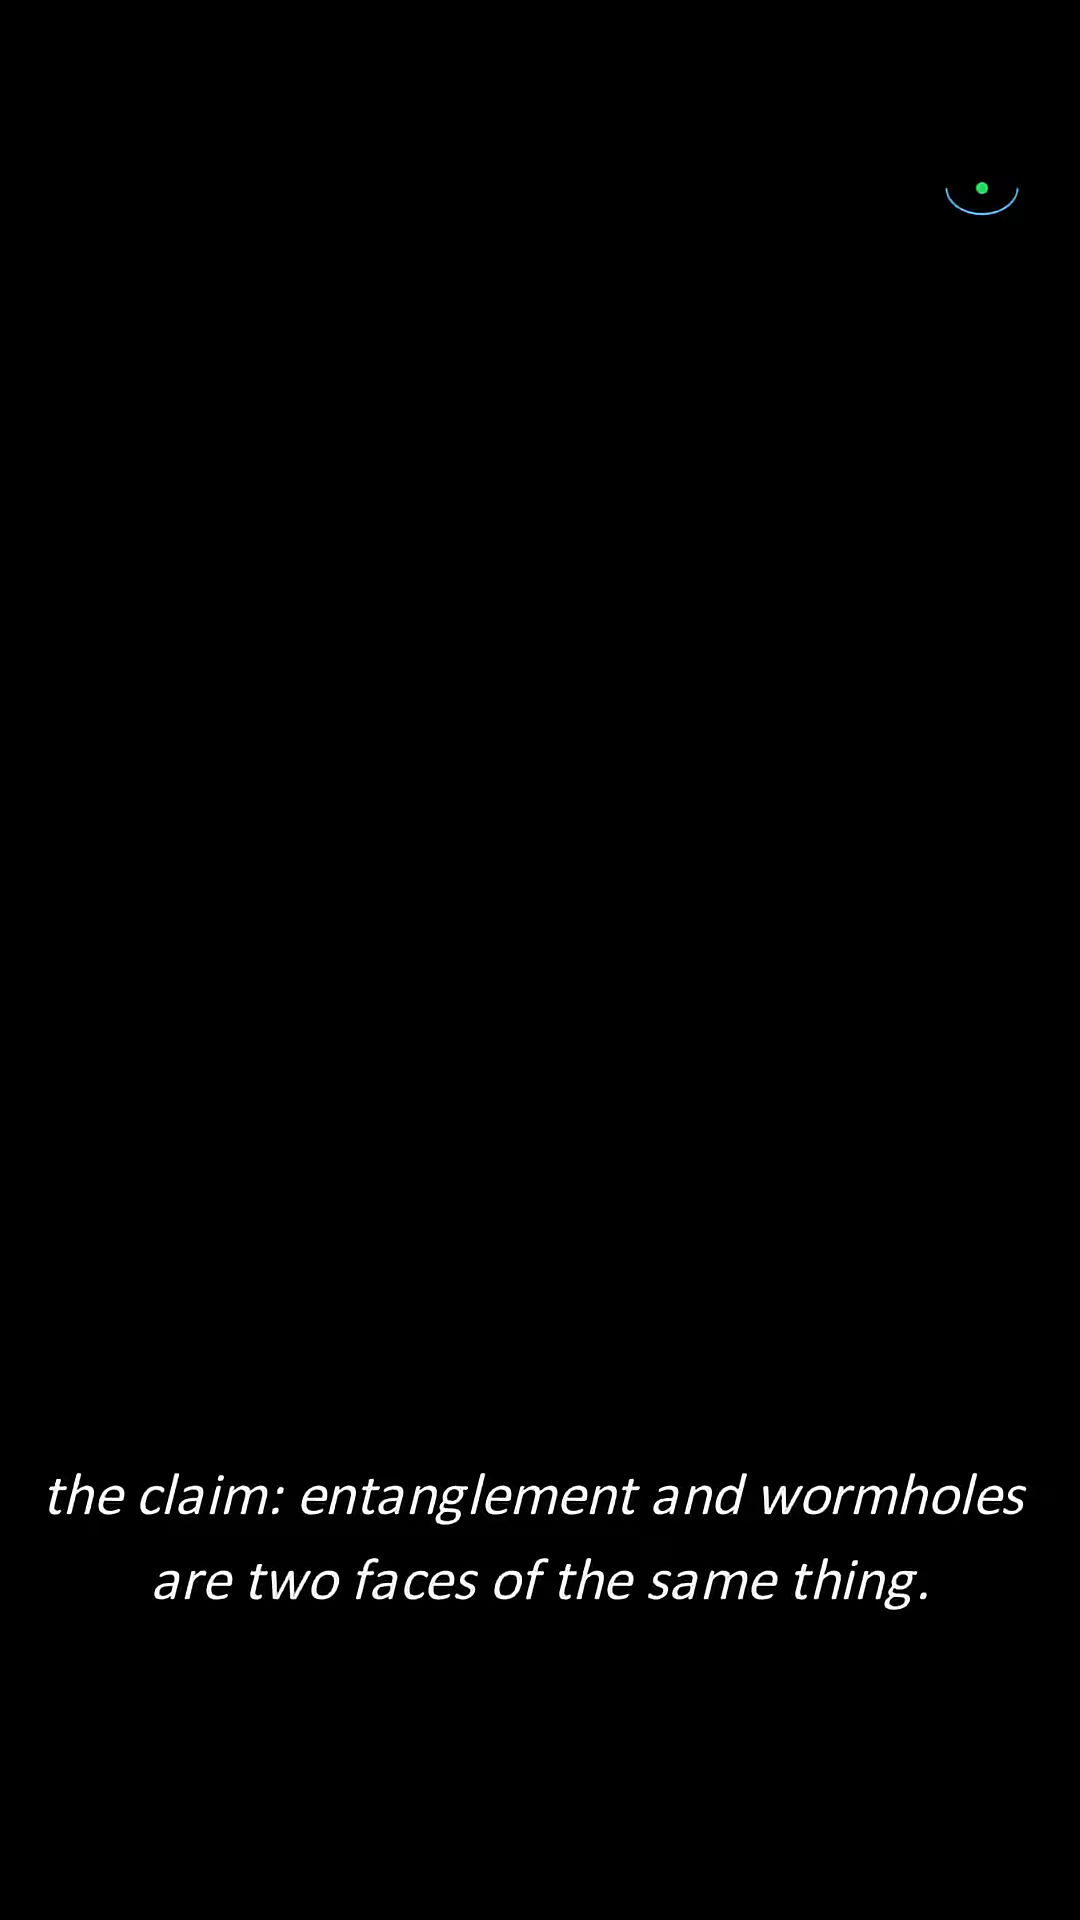 the claim: entanglement and wormholes
are two faces of the same thing.